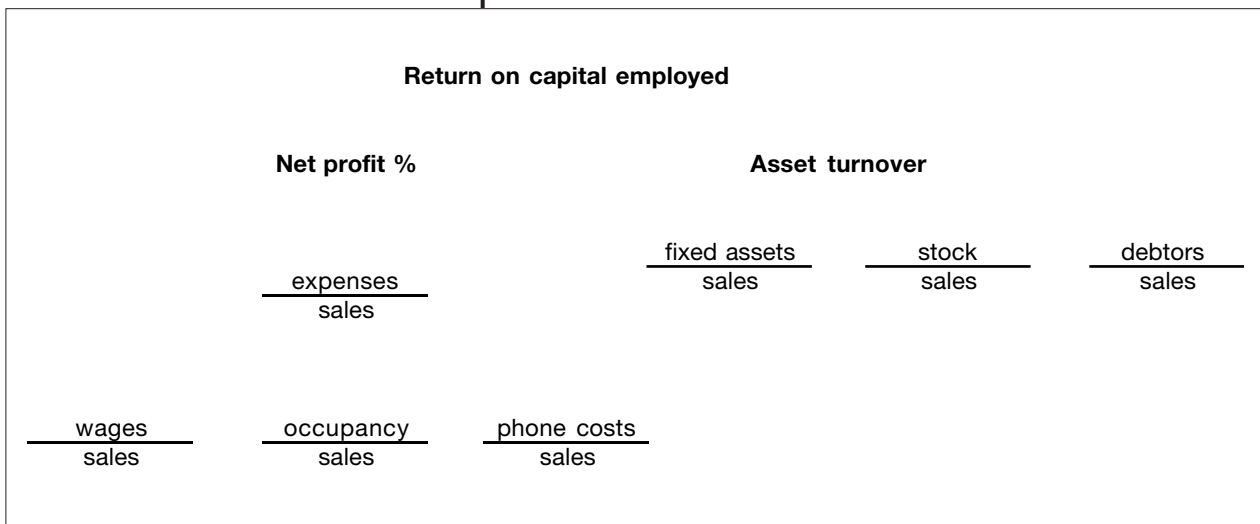 Return on capital employed
Net profit % Asset turnover
fixed assets stock debtors
sales sales sales
expenses
sales
wages occupancy phone costs
sales sales sales